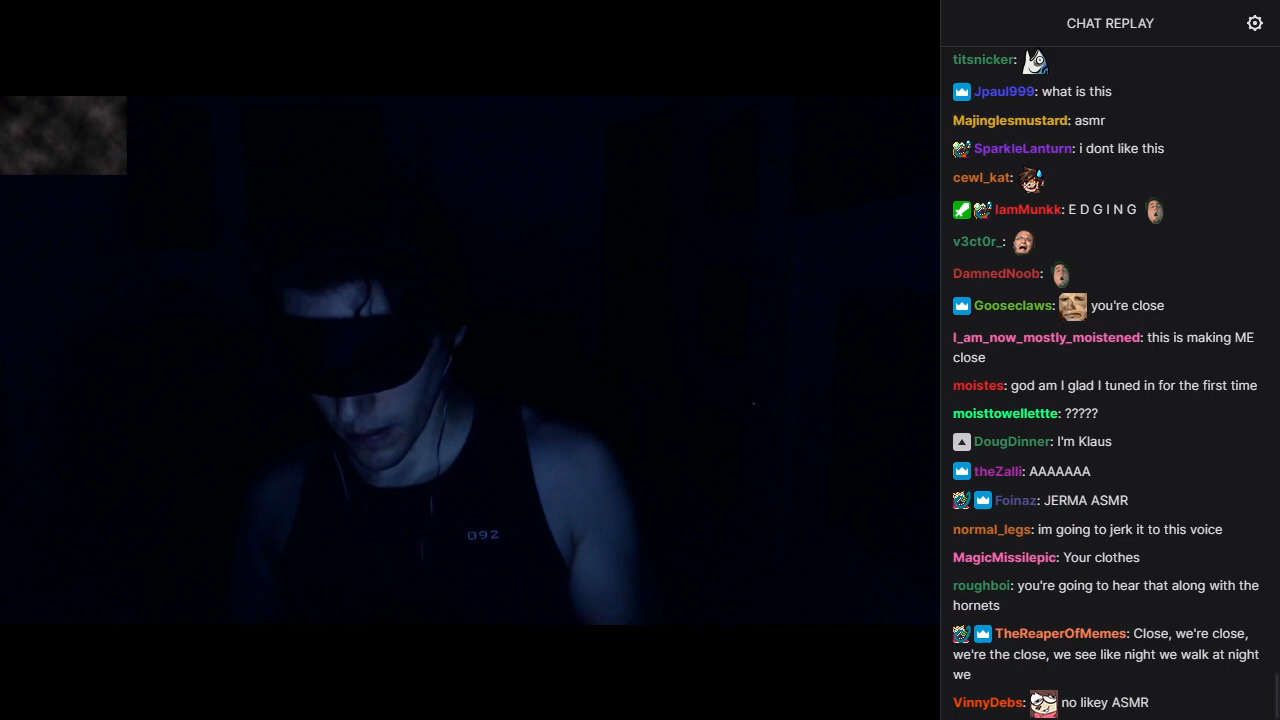 CHAT REPLAY
titsnicker:
Jpaul999: what is this
Majinglesmustard: asmr
SparkleLanturn: i dont like this
cewl_kat:
IamMunkk: E D G I N G
v3ct0r_:
DamnedNoob:
Gooseclaws: you're close
I_am_now_mostly_moistened: this is making ME
close
moistes: god am I glad I tuned in for the first time
moisttowellettte: ?????
DougDinner: I'm Klaus
theZalli: AAAAAAA
Foinaz: JERMA ASMR
normal_legs: im going to jerk it to this voice
MagicMissilepic: Your clothes
roughboi: you're going to hear that along with the
hornets
TheReaperOfMemes: Close, we're close,
we're the close, we see like night we walk at night
we
VinnyDebs: no likey ASMR
092